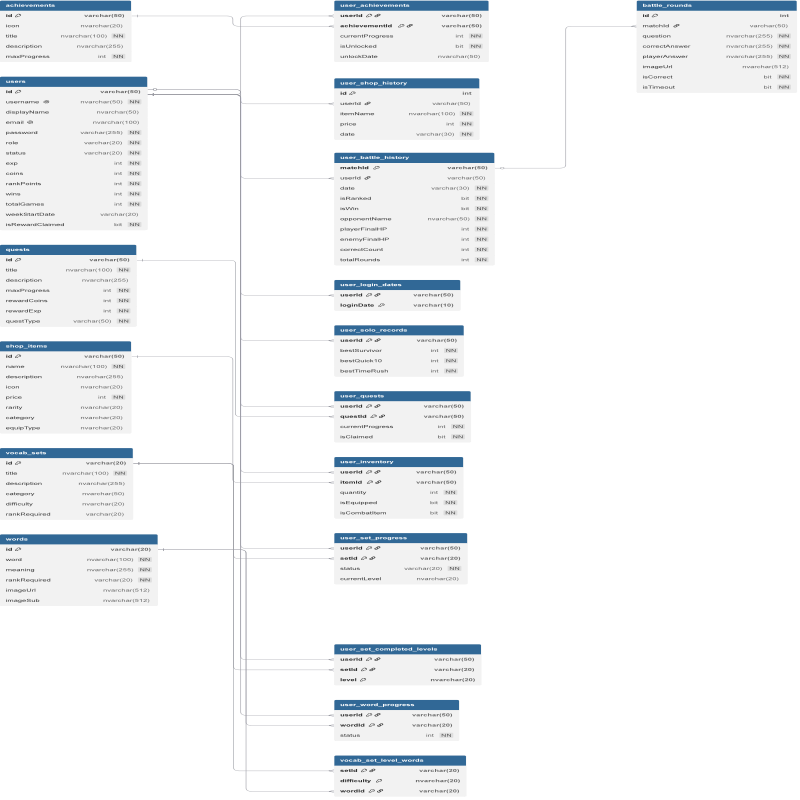 achievements
id varchar(50)
icon nvarchar(20)
title nvarchar(100) NN
description nvarchar(255)
maxProgress int NN
users
id varchar(50)
username nvarchar(50) NN
displayName nvarchar(50)
email nvarchar(100)
password varchar(255) NN
role varchar(20) NN
status varchar(20) NN
exp int NN
coins int NN
rankPoints int NN
wins int NN
totalGames int NN
weekStartDate varchar(20)
isRewardClaimed bit NN
quests
id varchar(50)
title nvarchar(100) NN
description nvarchar(255)
maxProgress int NN
rewardCoins int NN
rewardExp int NN
questType varchar(50) NN
shop_items
id varchar(50)
name nvarchar(100) NN
description nvarchar(255)
icon nvarchar(20)
price int NN
rarity nvarchar(20)
category nvarchar(20)
equipType nvarchar(20)
vocab_sets
id varchar(20)
title nvarchar(100) NN
description nvarchar(255)
category nvarchar(50)
difficulty nvarchar(20)
rankRequired varchar(20)
words
id varchar(20)
word nvarchar(100) NN
meaning nvarchar(255) NN
rankRequired varchar(20) NN
imageUrl nvarchar(512)
imageSub nvarchar(512)
user_achievements
userId varchar(50)
achievementId varchar(50)
currentProgress int NN
isUnlocked bit NN
unlockDate nvarchar(50)
user_shop_history
id int
userId varchar(50)
itemName nvarchar(100) NN
price int NN
date varchar(30) NN
user_battle_history
matchId varchar(50)
userId varchar(50)
date varchar(30) NN
isRanked bit NN
isWin bit NN
opponentName nvarchar(50) NN
playerFinalHP int NN
enemyFinalHP int NN
correctCount int NN
totalRounds int NN
user_login_dates
userId varchar(50)
loginDate varchar(10)
user_solo_records
userId varchar(50)
bestSurvivor int NN
bestQuick10 int NN
bestTimeRush int NN
user_quests
userId varchar(50)
questId varchar(50)
currentProgress int NN
isClaimed bit NN
user_inventory
userId varchar(50)
itemId varchar(50)
quantity int NN
isEquipped bit NN
isCombatItem bit NN
user_set_progress
userId varchar(50)
setId varchar(20)
status varchar(20) NN
currentLevel nvarchar(20)
user_set_completed_levels
userId varchar(50)
setId varchar(20)
level nvarchar(20)
user_word_progress
userId varchar(50)
wordId varchar(20)
status int NN
vocab_set_level_words
setId varchar(20)
difficulty nvarchar(20)
wordId varchar(20)
battle_rounds
id int
matchId varchar(50)
question nvarchar(255) NN
correctAnswer nvarchar(255) NN
playerAnswer nvarchar(255) NN
imageUrl nvarchar(512)
isCorrect bit NN
isTimeout bit NN